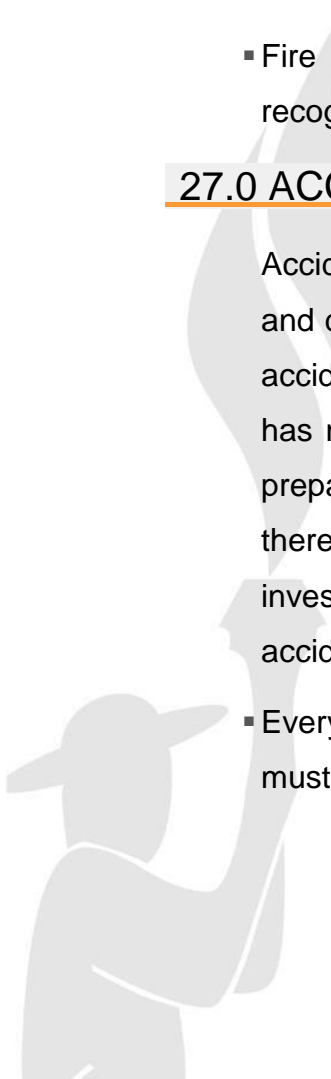 ▪ Fire
recog
27.0 ACC
Accid
and c
accid
has r
prepa
there
inves
accid
▪ Every
must